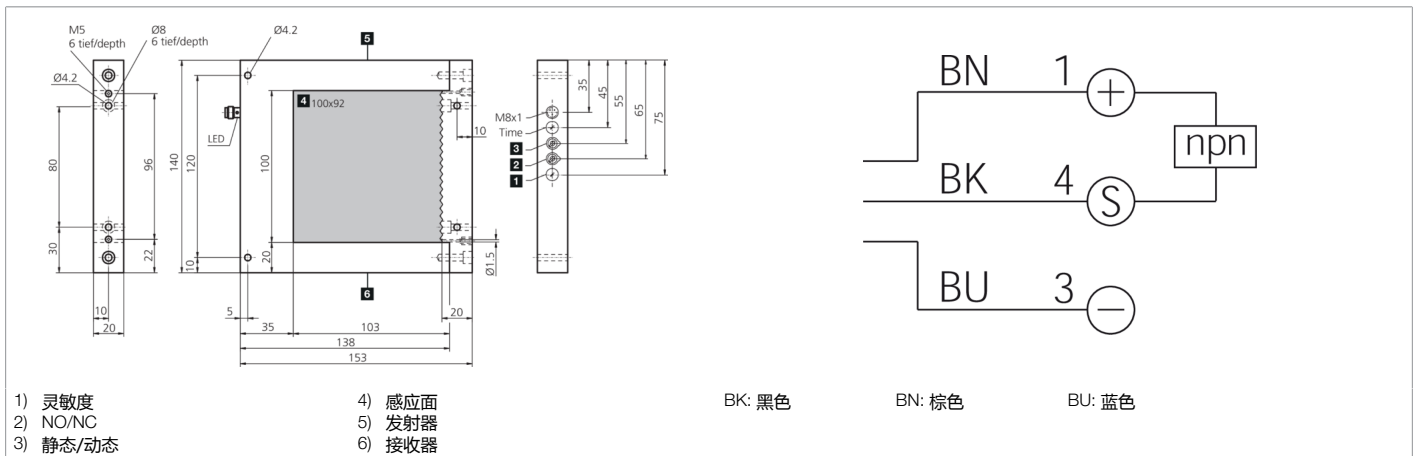 M5
6 tief/depth
Ø8
6 tief/depth
Ø4.2
80
96
30
22
10
20
Ø4.2
5
4 100x92
LED
140
120
100
10
20
10
Ø1.5
6
5
35
103
20
138
153
35
45
55
65
75
M8x1
Time
3
2
1
BN 1 +
npn
BK 4 S
BU 3 −
1) 灵敏度
2) NO/NC
3) 静态/动态
4) 感应面
5) 发射器
6) 接收器
BK: 黑色
BN: 棕色
BU: 蓝色